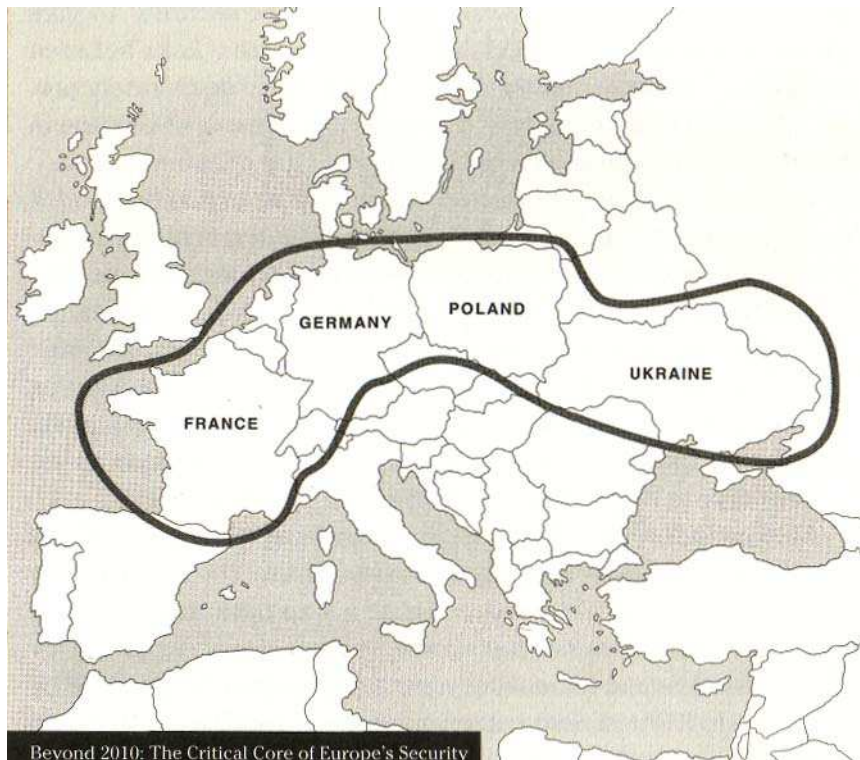 GERMANY
POLAND
UKRAINE
FRANCE
Beyond 2010: The Critical Core of Europe's Security